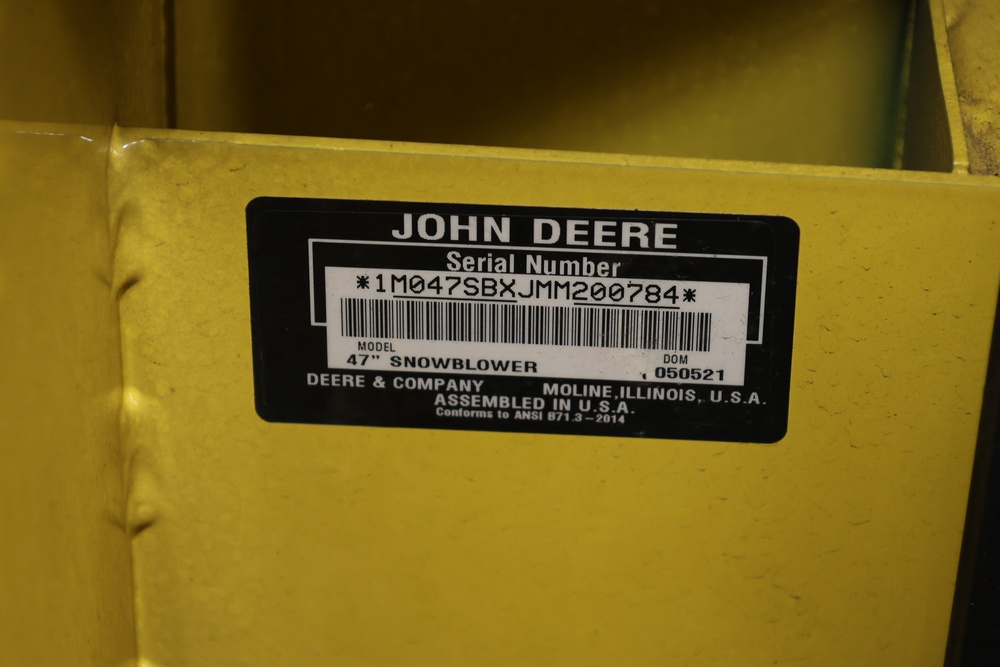 JOHN DEERE
Serial Number
*1M047SBXJMM200784*
MODEL
DOM
47" SNOWBLOWER
050521
DEERE & COMPANY MOLINE, ILLINOIS, U.S.A.
ASSEMBLED IN U.S.A.
Conforms to ANSI B71.3-2014